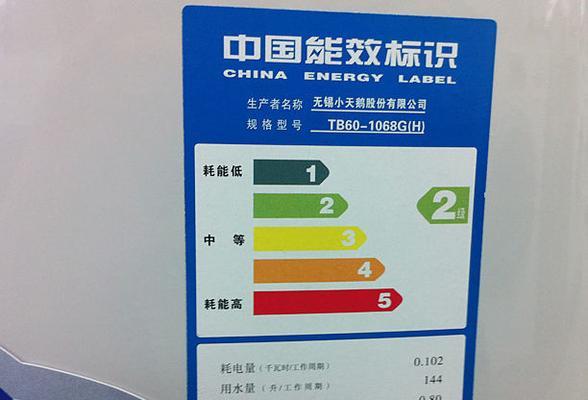 中国能效标识
CHINA ENERGY LABEL
生产者名称 无锡小天鹅股份有限公司
规格型号 TB60-1068G(H)
耗能低 1
2 2级
中等 3
4
耗能高 5
耗电量(千瓦时/工作周期) 0.102
用水量(升/工作周期) 144
0.80